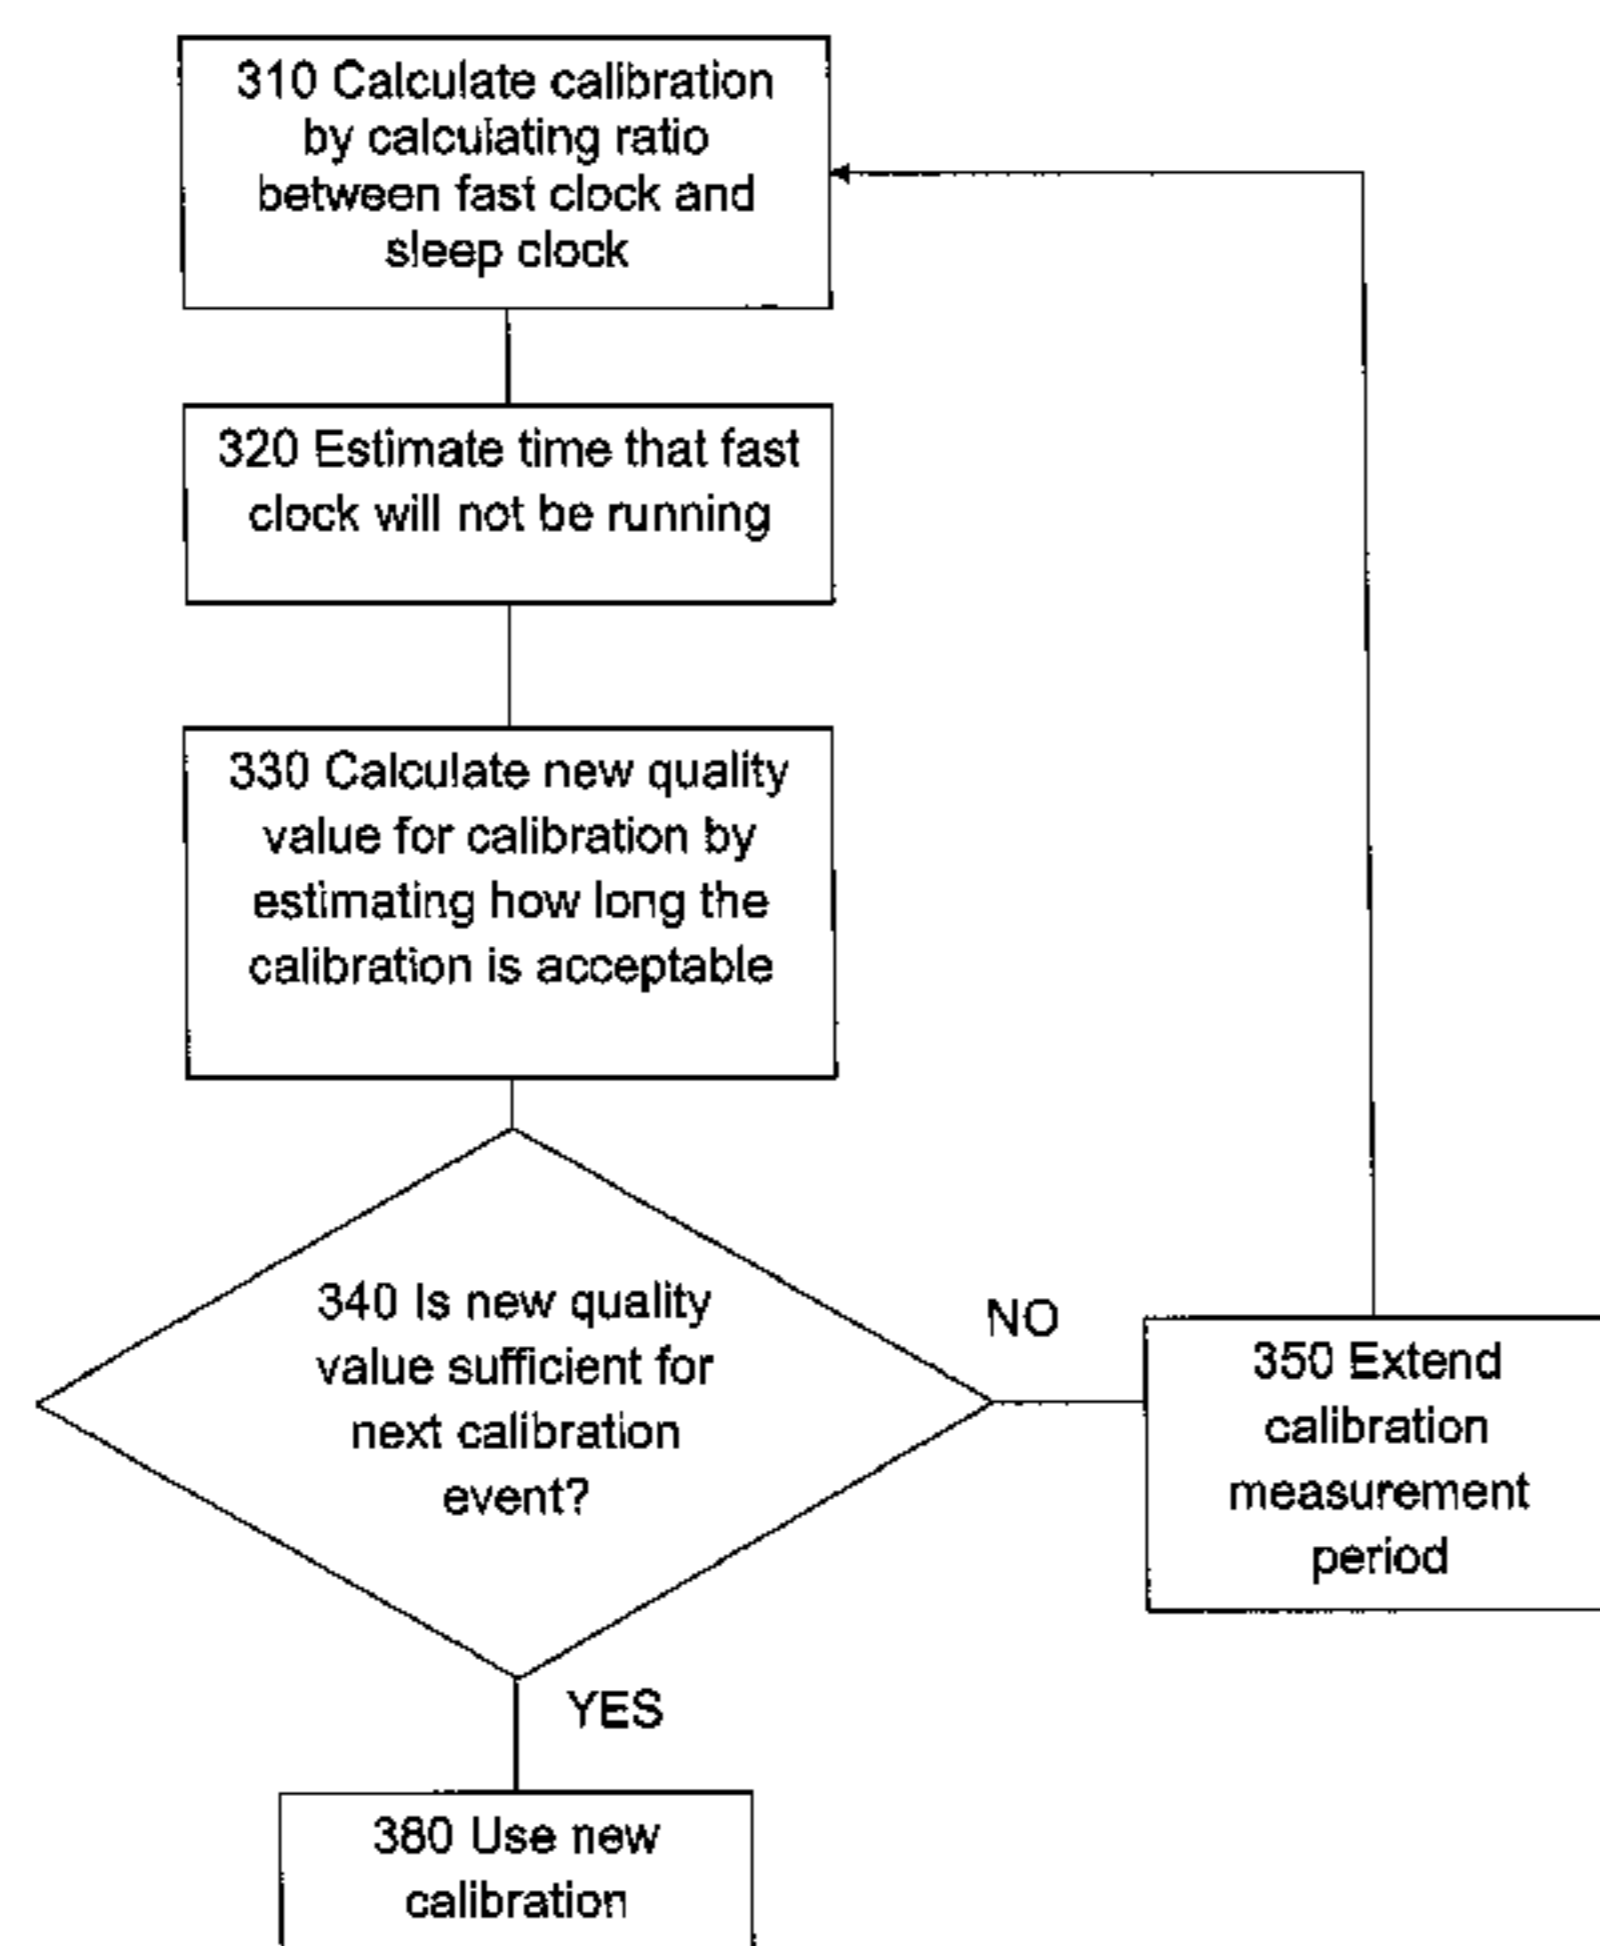 310 Calculate calibration
by calculating ratio
between fast clock and
sleep clock
320 Estimate time that fast
clock will not be running
330 Calculate new quality
value for calibration by
estimating how long the
calibration is acceptable
340 Is new quality
value sufficient for
next calibration
event?
NO
350 Extend
calibration
measurement
period
YES
380 Use new
calibration